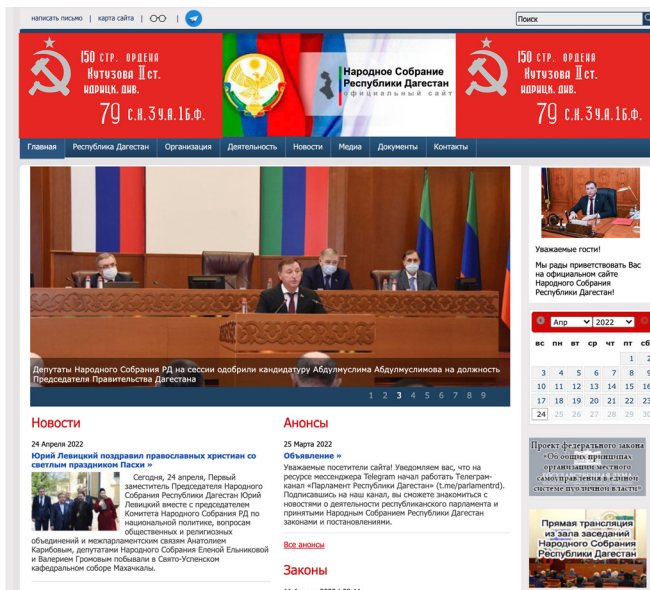 написать письмо | карта сайта | |
Поиск
150 СТР. ОРДЕНА
КУТУЗОВА II СТ.
ИДРИЦК. ДИВ.
79 С.К. 3 У.А. 1 Б.Ф.
Народное Собрание
Республики Дагестан
официальный сайт
150 СТР. ОРДЕНА
КУТУЗОВА II СТ.
ИДРИЦК. ДИВ.
79 С.К. 3 У.А. 1 Б.Ф.
Главная Республика Дагестан Организация Деятельность Новости Медиа Документы Контакты
Депутаты Народного Собрания РД на сессии одобрили кандидатуру Абдулмуслина Абдулмуслимова на должность
Председателя Правительства Дагестана
1 2 3 4 5 6 7 8 9
Новости
24 Апреля 2022
Юрий Левицкий поздравил православных христиан со
светлым праздником Пасхи »
Сегодня, 24 апреля, Первый
заместитель Председателя Народного
Собрания Республики Дагестан Юрий
Левицкий вместе с председателем
Комитета Народного Собрания РД по
национальной политике, вопросам
общественных и религиозных
объединений и межпарламентским связям Анатолием
Карибовым, депутатами Народного Собрания Еленой Ельниковой
и Валерием Громовым побывали в Свято-Успенском
кафедральном соборе Махачкалы.
Анонсы
25 Марта 2022
Объявление »
Уважаемые посетители сайта! Уведомляем вас, что на
ресурсе мессенджера Telegram начал работать Телеграм-
канал «Парламент Республики Дагестан» (t.me/parlamentrd).
Подписавшись на наш канал, вы сможете знакомиться с
новостями о деятельности республиканского парламента и
принятыми Народным Собранием Республики Дагестан
законами и постановлениями.
Все анонсы
Законы
Уважаемые гости!
Мы рады приветствовать Вас
на официальном сайте
Народного Собрания
Республики Дагестан!
Апр 2022
вс пн вт ср чт пт сб
1 2
3 4 5 6 7 8 9
10 11 12 13 14 15 16
17 18 19 20 21 22 23
24 25 26 27 28 29 30
Проект федерального закона
«Об общих принципах
организации местного
самоуправления в единой
системе публичной власти»
Прямая трансляция
из зала заседаний
Народного Собрания
Республики Дагестан